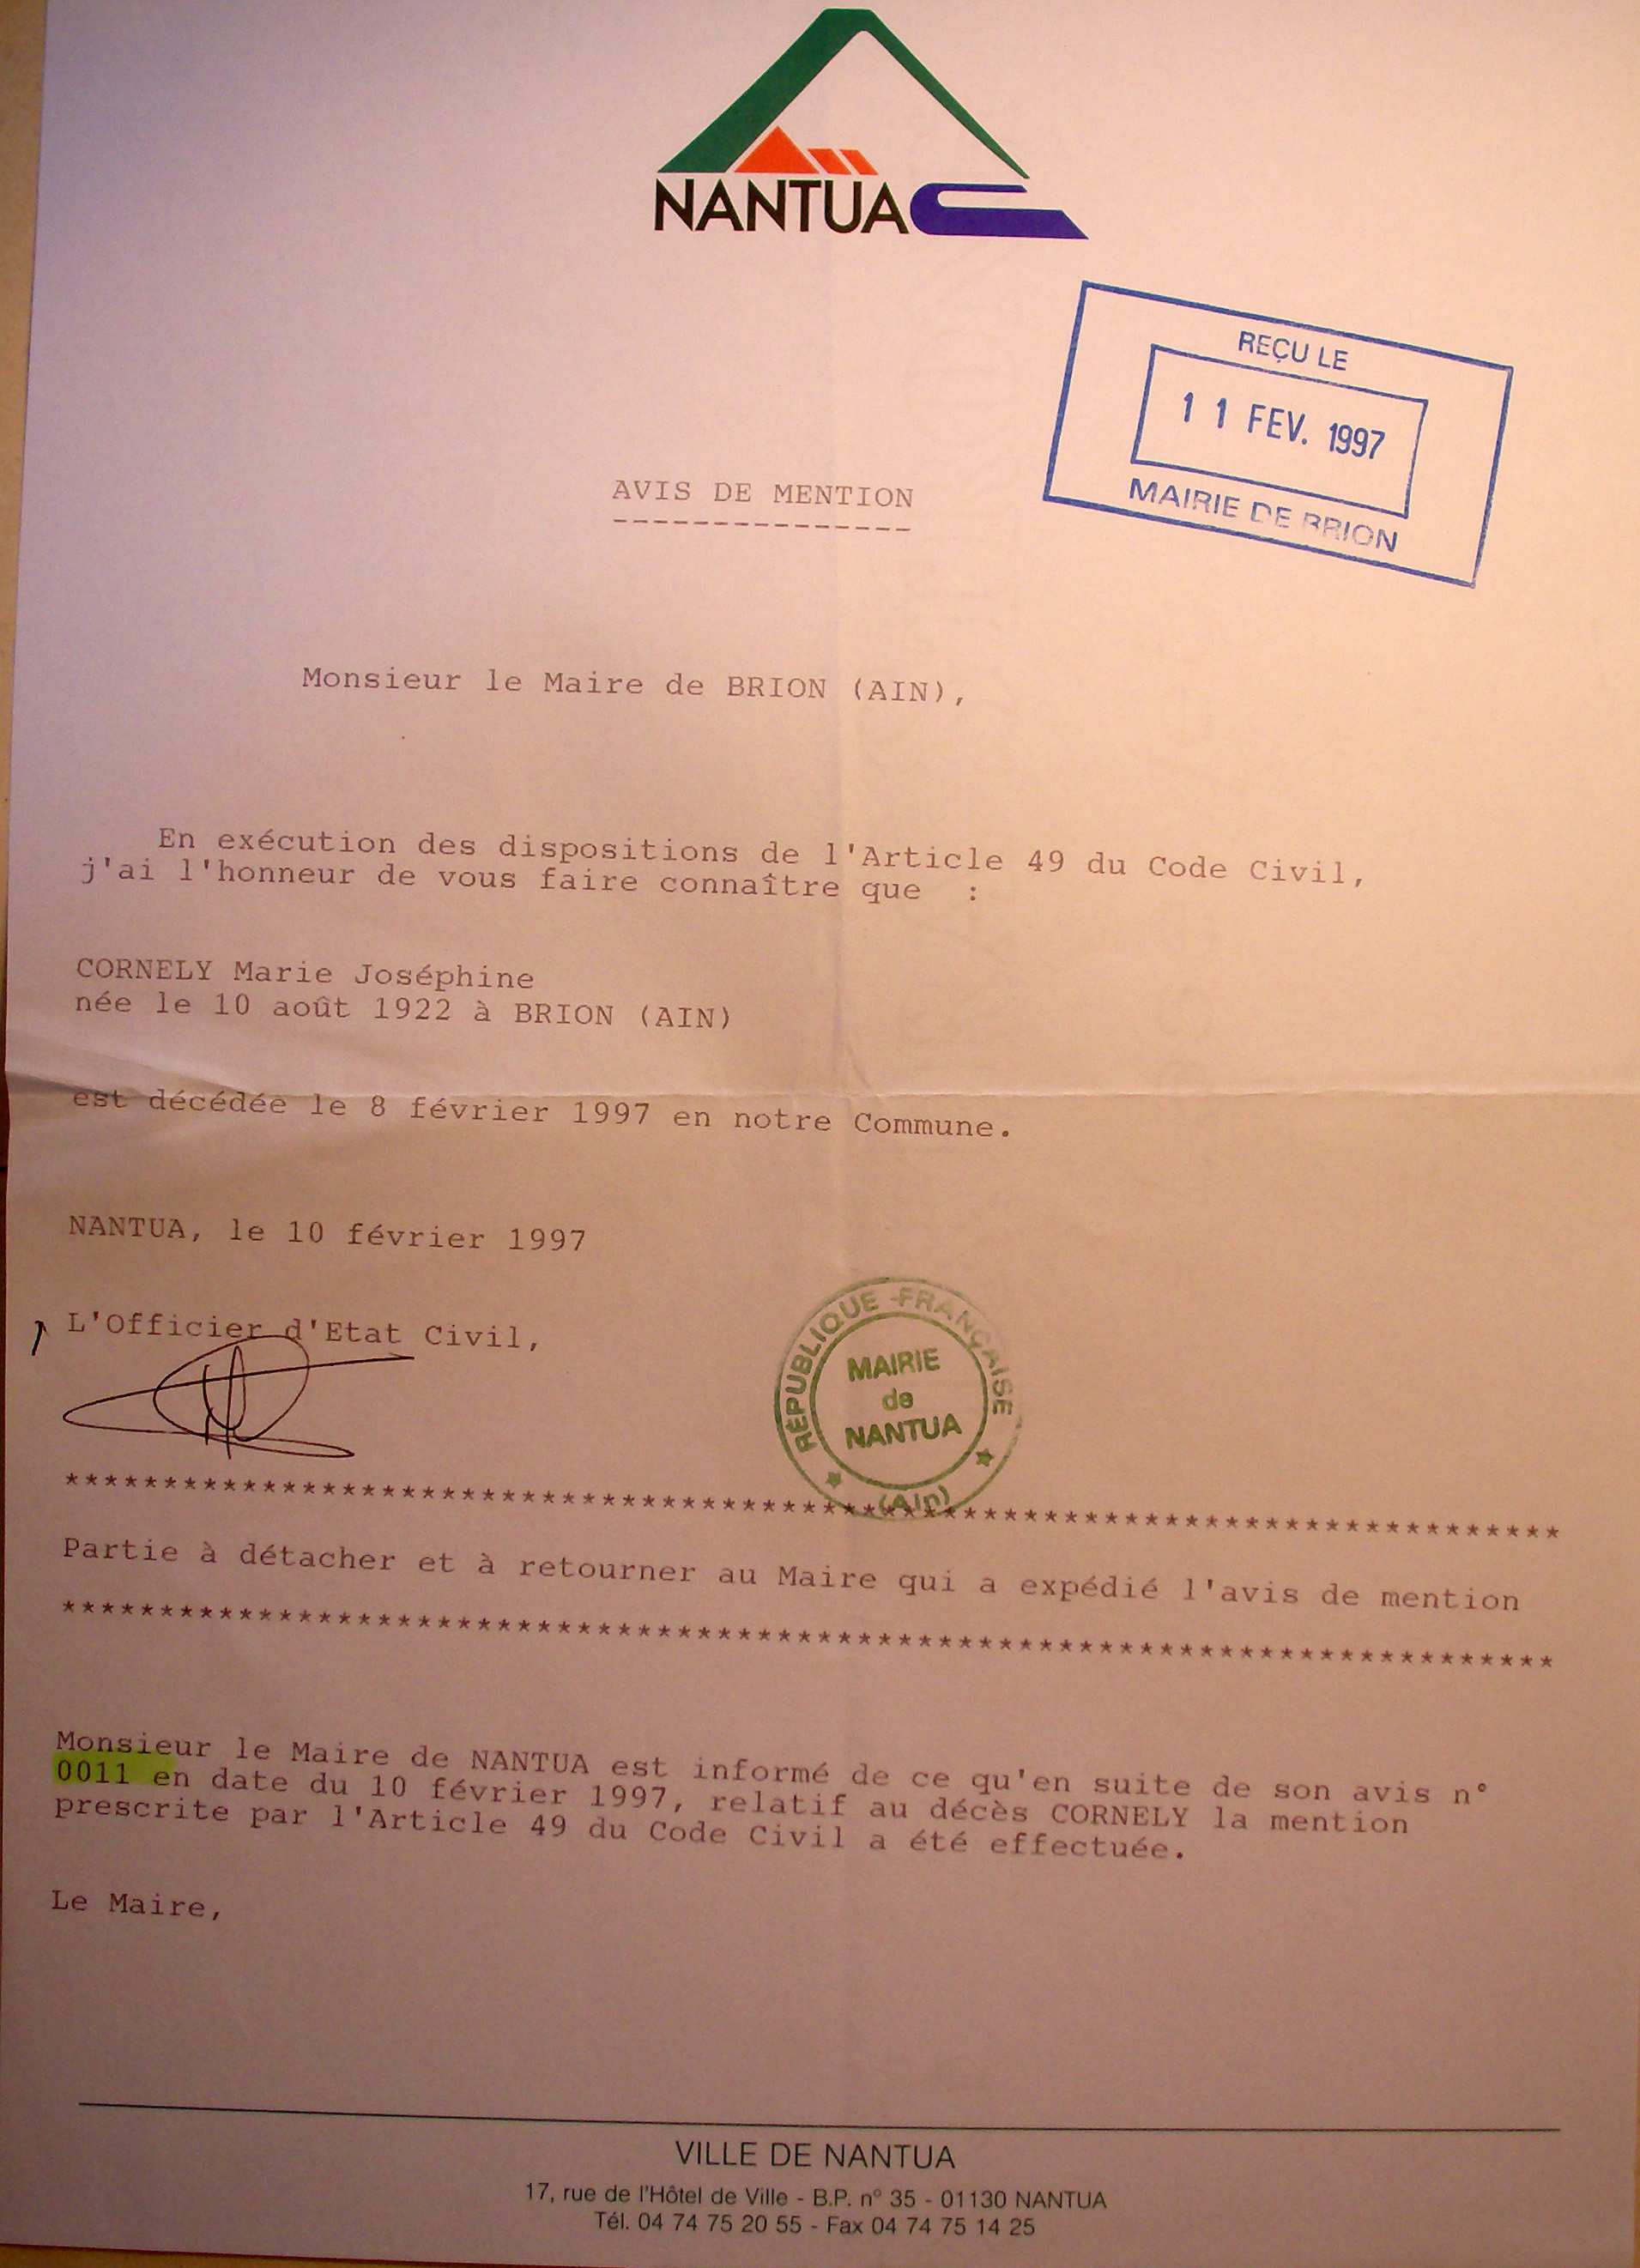 NANTUA
REÇU LE
11 FEV. 1997
MAIRIE DE BRION
AVIS DE MENTION
---------------
Monsieur le Maire de BRION (AIN),
En exécution des dispositions de l'Article 49 du Code Civil,
j'ai l'honneur de vous faire connaître que :
CORNELY Marie Joséphine
née le 10 août 1922 à BRION (AIN)
est décédée le 8 février 1997 en notre Commune.
NANTUA, le 10 février 1997
L'Officier d'Etat Civil,
RÉPUBLIQUE - FRANÇAISE
MAIRIE
de
NANTUA
(Ain)
***************************************************************************
Partie à détacher et à retourner au Maire qui a expédié l'avis de mention
***************************************************************************
Monsieur le Maire de NANTUA est informé de ce qu'en suite de son avis n°
0011 en date du 10 février 1997, relatif au décès CORNELY la mention
prescrite par l'Article 49 du Code Civil a été effectuée.
Le Maire,
VILLE DE NANTUA
17, rue de l'Hôtel de Ville - B.P. n° 35 - 01130 NANTUA
Tél. 04 74 75 20 55 - Fax 04 74 75 14 25